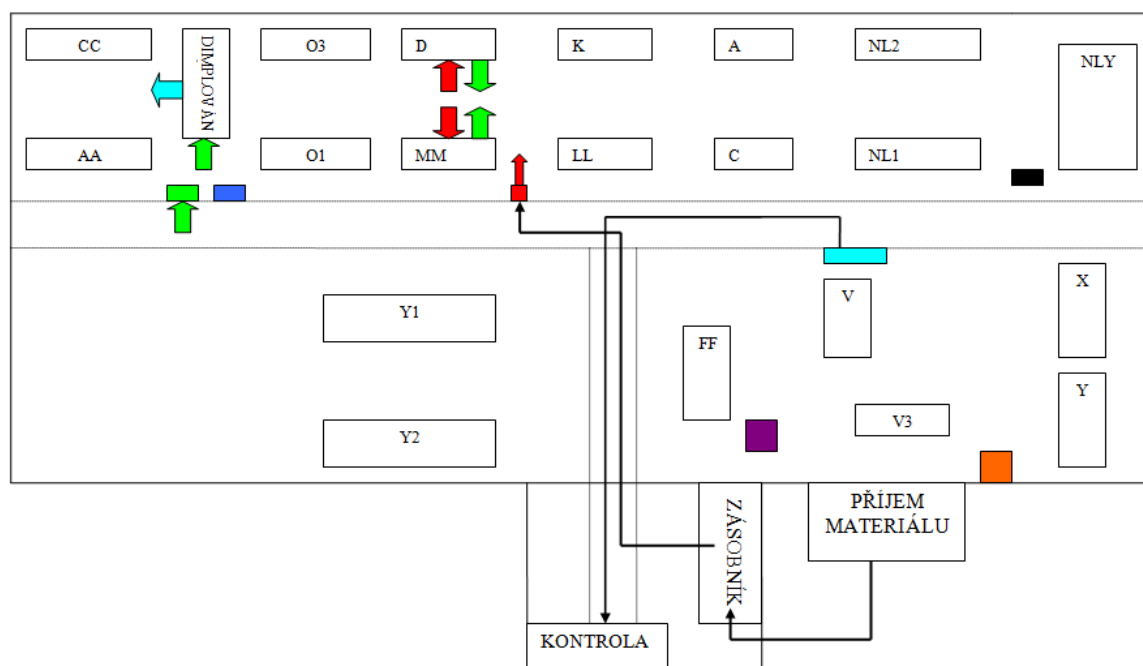 CC
DIMPLOVÁN
O3
D
K
A
NL2
NLY
AA
O1
MM
LL
C
NL1
Y1
V
X
FF
Y2
V3
Y
ZÁSOBNÍK
PŘÍJEM
MATERIÁLU
KONTROLA